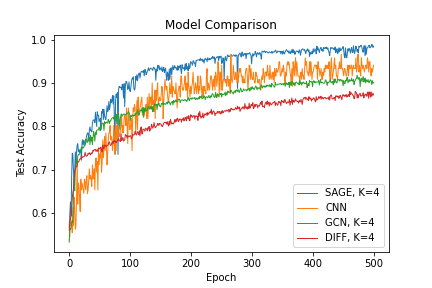 Model Comparison
1.0
0.9
0.8
0.7
0.6
Test Accuracy
0
100
200
300
400
500
Epoch
SAGE, K=4
CNN
GCN, K=4
DIFF, K=4